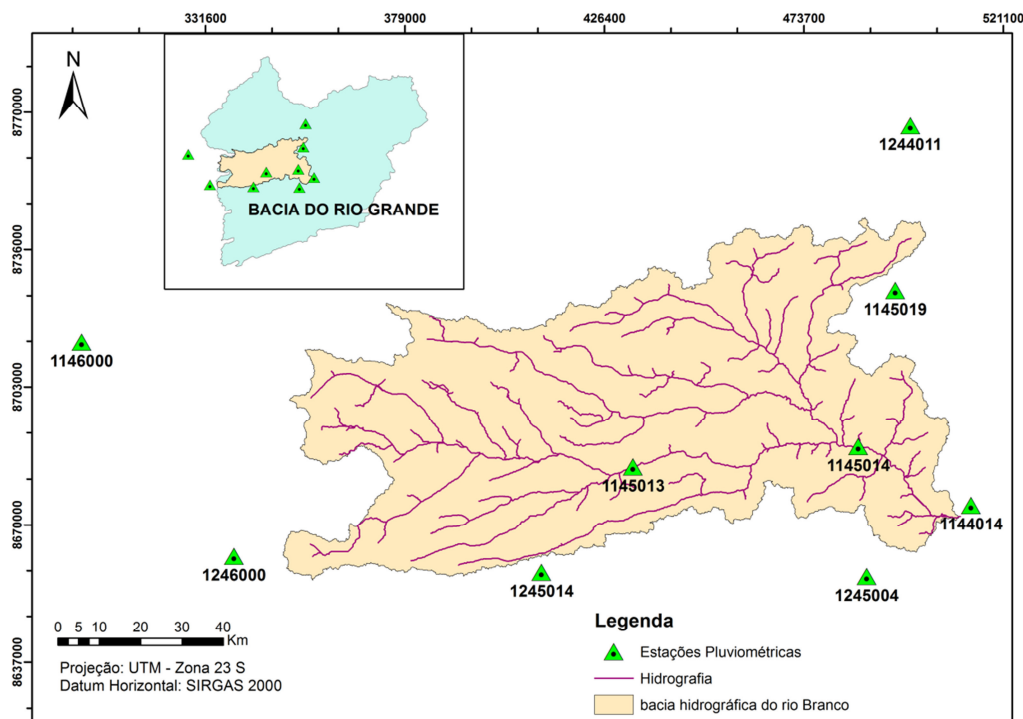 331600 379000 426400 473700 521100
8770000
8736000
8703000
8670000
8637000
N
BACIA DO RIO GRANDE
1244011
1145019
1146000
1145014
1145013
1144014
1246000
1245014
1245004
0 5 10 20 30 40
Km
Projeção: UTM - Zona 23 S
Datum Horizontal: SIRGAS 2000
Legenda
Estações Pluviométricas
Hidrografia
bacia hidrográfica do rio Branco